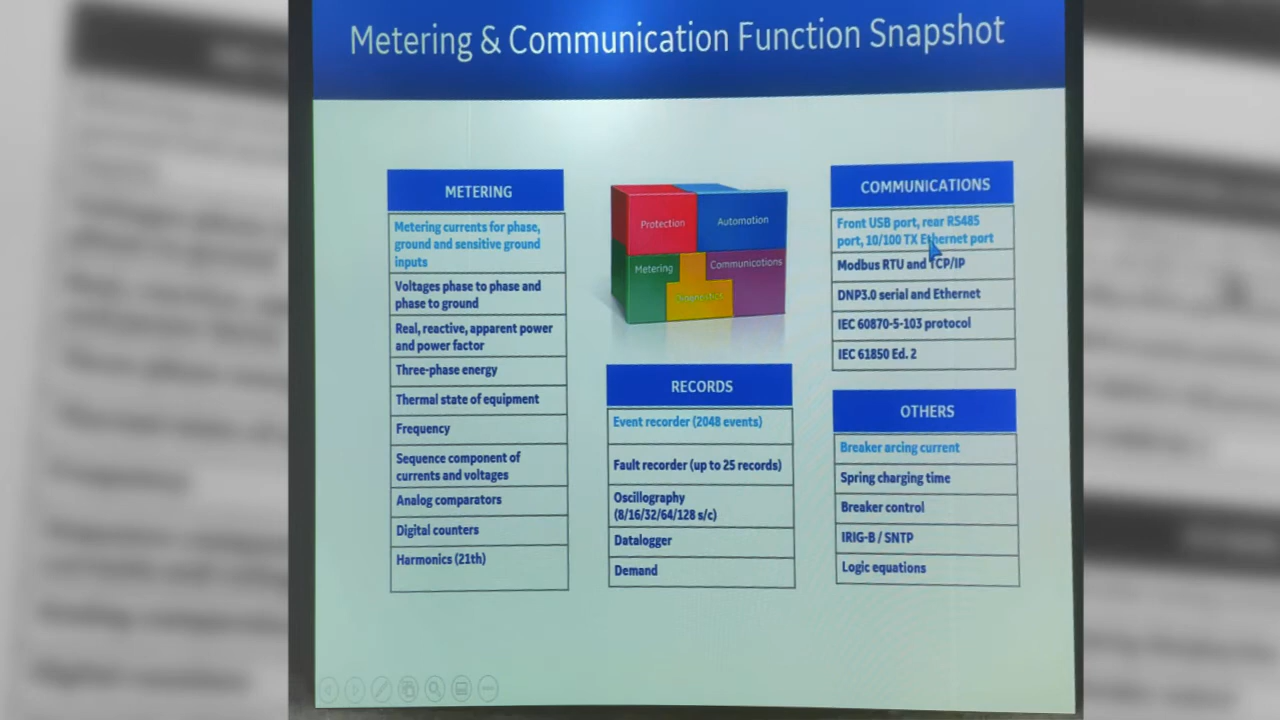 Metering & Communication Function Snapshot
METERING
Metering currents for phase,
ground and sensitive ground
inputs
Voltages phase to phase and
phase to ground
Real, reactive, apparent power
and power factor
Three-phase energy
Thermal state of equipment
Frequency
Sequence component of
currents and voltages
Analog comparators
Digital counters
Harmonics (21th)
Protection
Automation
Metering
Communications
Diagnostics
RECORDS
Event recorder (2048 events)
Fault recorder (up to 25 records)
Oscillography
(8/16/32/64/128 s/c)
Datalogger
Demand
COMMUNICATIONS
Front USB port, rear RS485
port, 10/100 TX Ethernet port
Modbus RTU and TCP/IP
DNP3.0 serial and Ethernet
IEC 60870-5-103 protocol
IEC 61850 Ed. 2
OTHERS
Breaker arcing current
Spring charging time
Breaker control
IRIG-B / SNTP
Logic equations